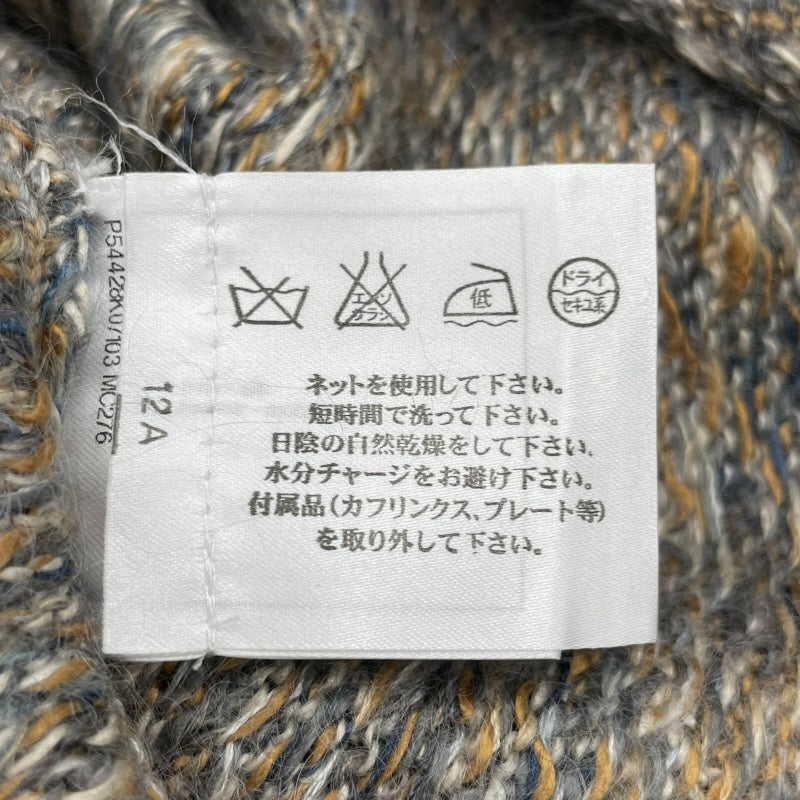 P54428K07103 MC276
12A
エンソ
カラン
低
ドライ
セキユ系
ネットを使用して下さい。
短時間で洗って下さい。
日陰の自然乾燥をして下さい.
水分チャージをお避け下さい。
付属品(カフリンクス、プレート等)
を取り外して下さい。